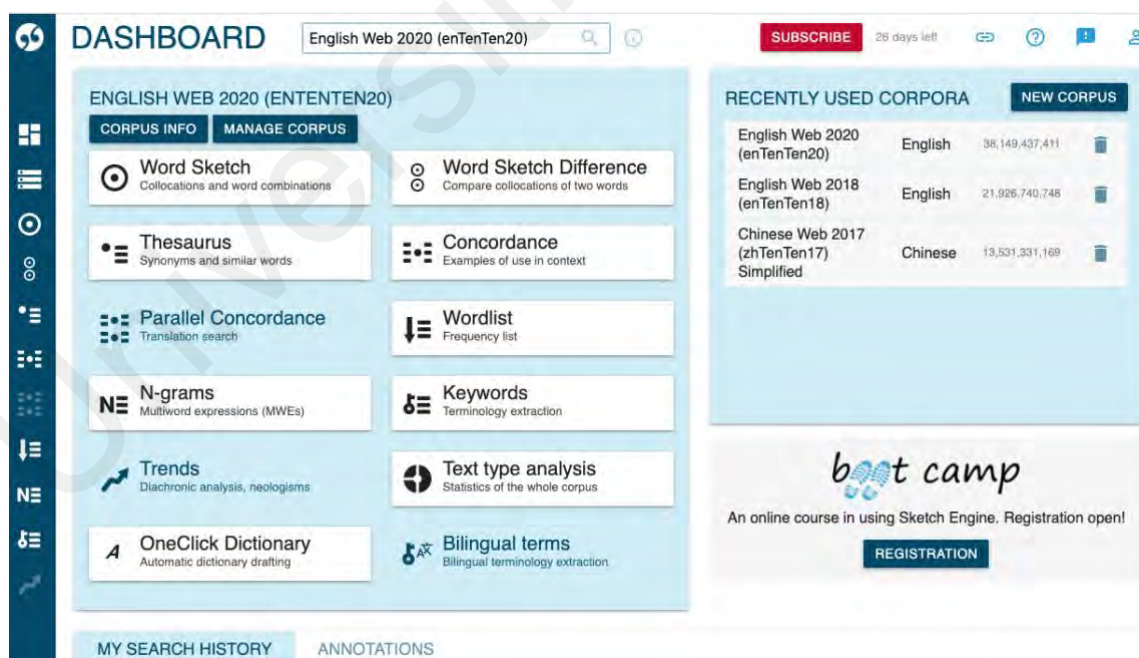 DASHBOARD
English Web 2020 (enTenTen20)
SUBSCRIBE
26 days left
ENGLISH WEB 2020 (ENTENTEN20)
CORPUS INFO
MANAGE CORPUS
Word Sketch
Collocations and word combinations
Word Sketch Difference
Compare collocations of two words
Thesaurus
Synonyms and similar words
Concordance
Examples of use in context
Parallel Concordance
Translation search
Wordlist
Frequency list
N-grams
Multiword expressions (MWEs)
Keywords
Terminology extraction
Trends
Diachronic analysis, neologisms
Text type analysis
Statistics of the whole corpus
OneClick Dictionary
Automatic dictionary drafting
Bilingual terms
Bilingual terminology extraction
RECENTLY USED CORPORA
NEW CORPUS
English Web 2020
(enTenTen20)
English
38,149,437,411
English Web 2018
(enTenTen18)
English
21,926,740,748
Chinese Web 2017
(zhTenTen17)
Simplified
Chinese
13,531,331,169
boot camp
An online course in using Sketch Engine. Registration open!
REGISTRATION
MY SEARCH HISTORY
ANNOTATIONS